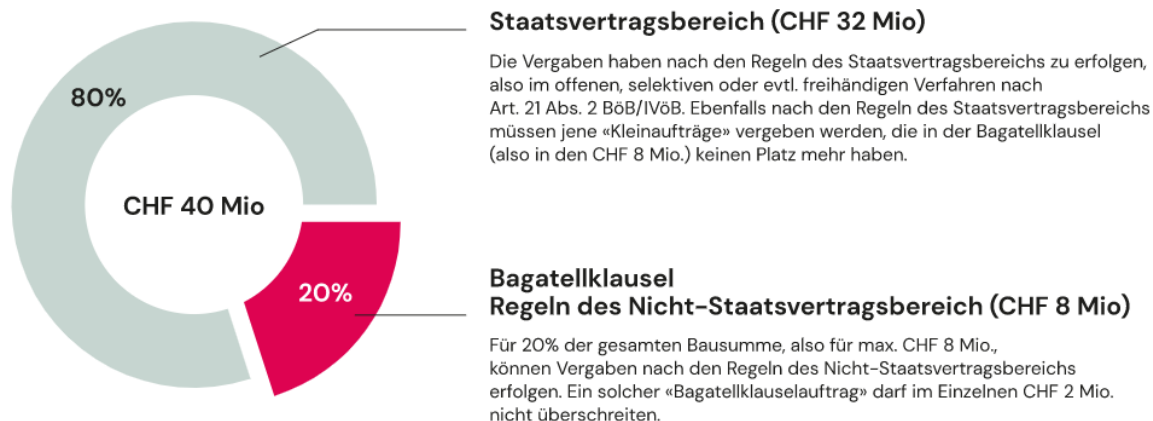 80%
CHF 40 Mio
20%
Staatsvertragsbereich (CHF 32 Mio)
Die Vergaben haben nach den Regeln des Staatsvertragsbereichs zu erfolgen,
also im offenen, selektiven oder evtl. freihändigen Verfahren nach
Art. 21 Abs. 2 BöB/IVöB. Ebenfalls nach den Regeln des Staatsvertragsbereichs
müssen jene «Kleinaufträge» vergeben werden, die in der Bagatellklausel
(also in den CHF 8 Mio.) keinen Platz mehr haben.
Bagatellklausel
Regeln des Nicht-Staatsvertragsbereich (CHF 8 Mio)
Für 20% der gesamten Bausumme, also für max. CHF 8 Mio.,
können Vergaben nach den Regeln des Nicht-Staatsvertragsbereichs
erfolgen. Ein solcher «Bagatellklauselauftrag» darf im Einzelnen CHF 2 Mio.
nicht überschreiten.